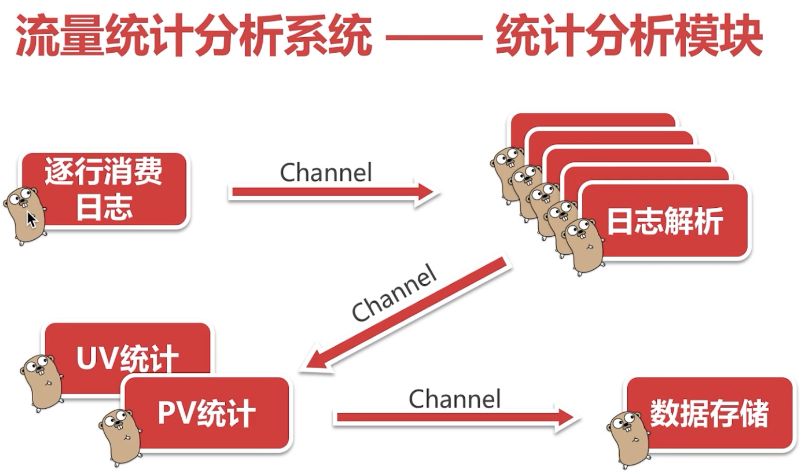 流量统计分析系统 —— 统计分析模块
逐行消费
日志
Channel
日志解析
Channel
UV统计
PV统计
Channel
数据存储